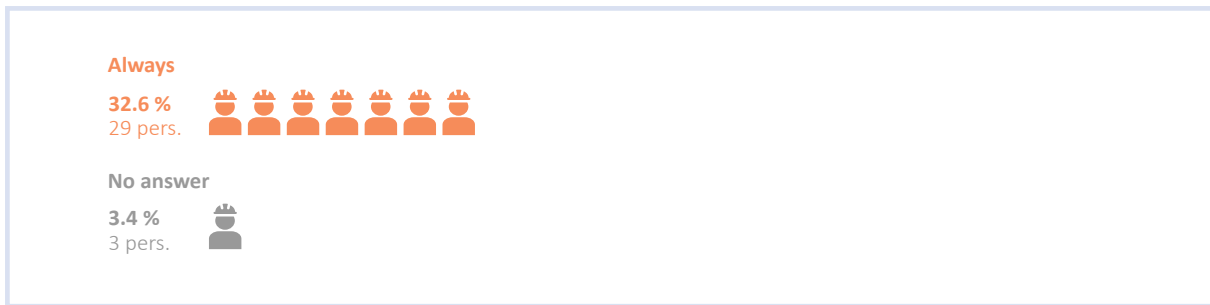 Always
32.6 %
29 pers.
No answer
3.4 %
3 pers.